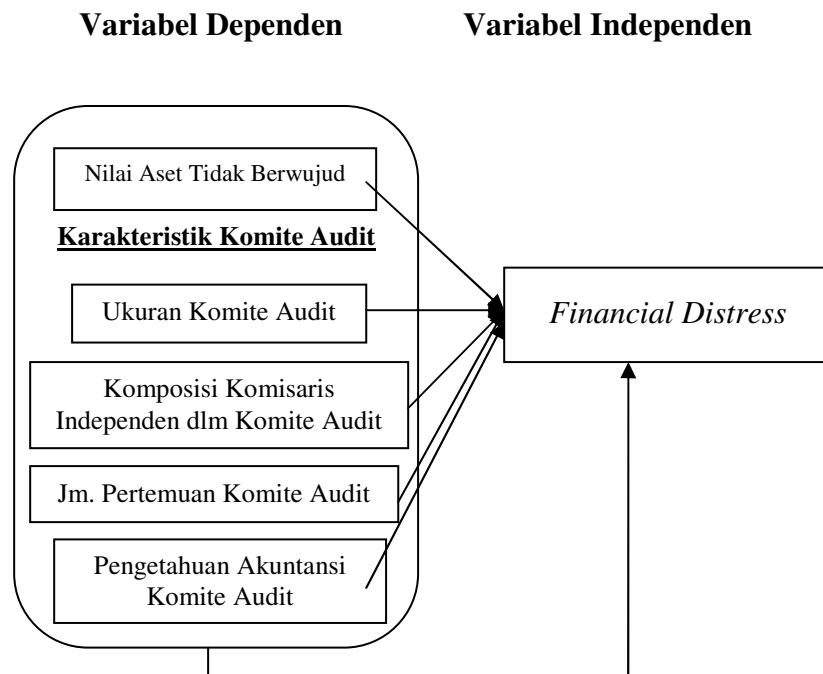 Variabel Dependen
Variabel Independen
Nilai Aset Tidak Berwujud
Karakteristik Komite Audit
Ukuran Komite Audit
Financial Distress
Komposisi Komisaris
Independen dlm Komite Audit
Jm. Pertemuan Komite Audit
Pengetahuan Akuntansi
Komite Audit